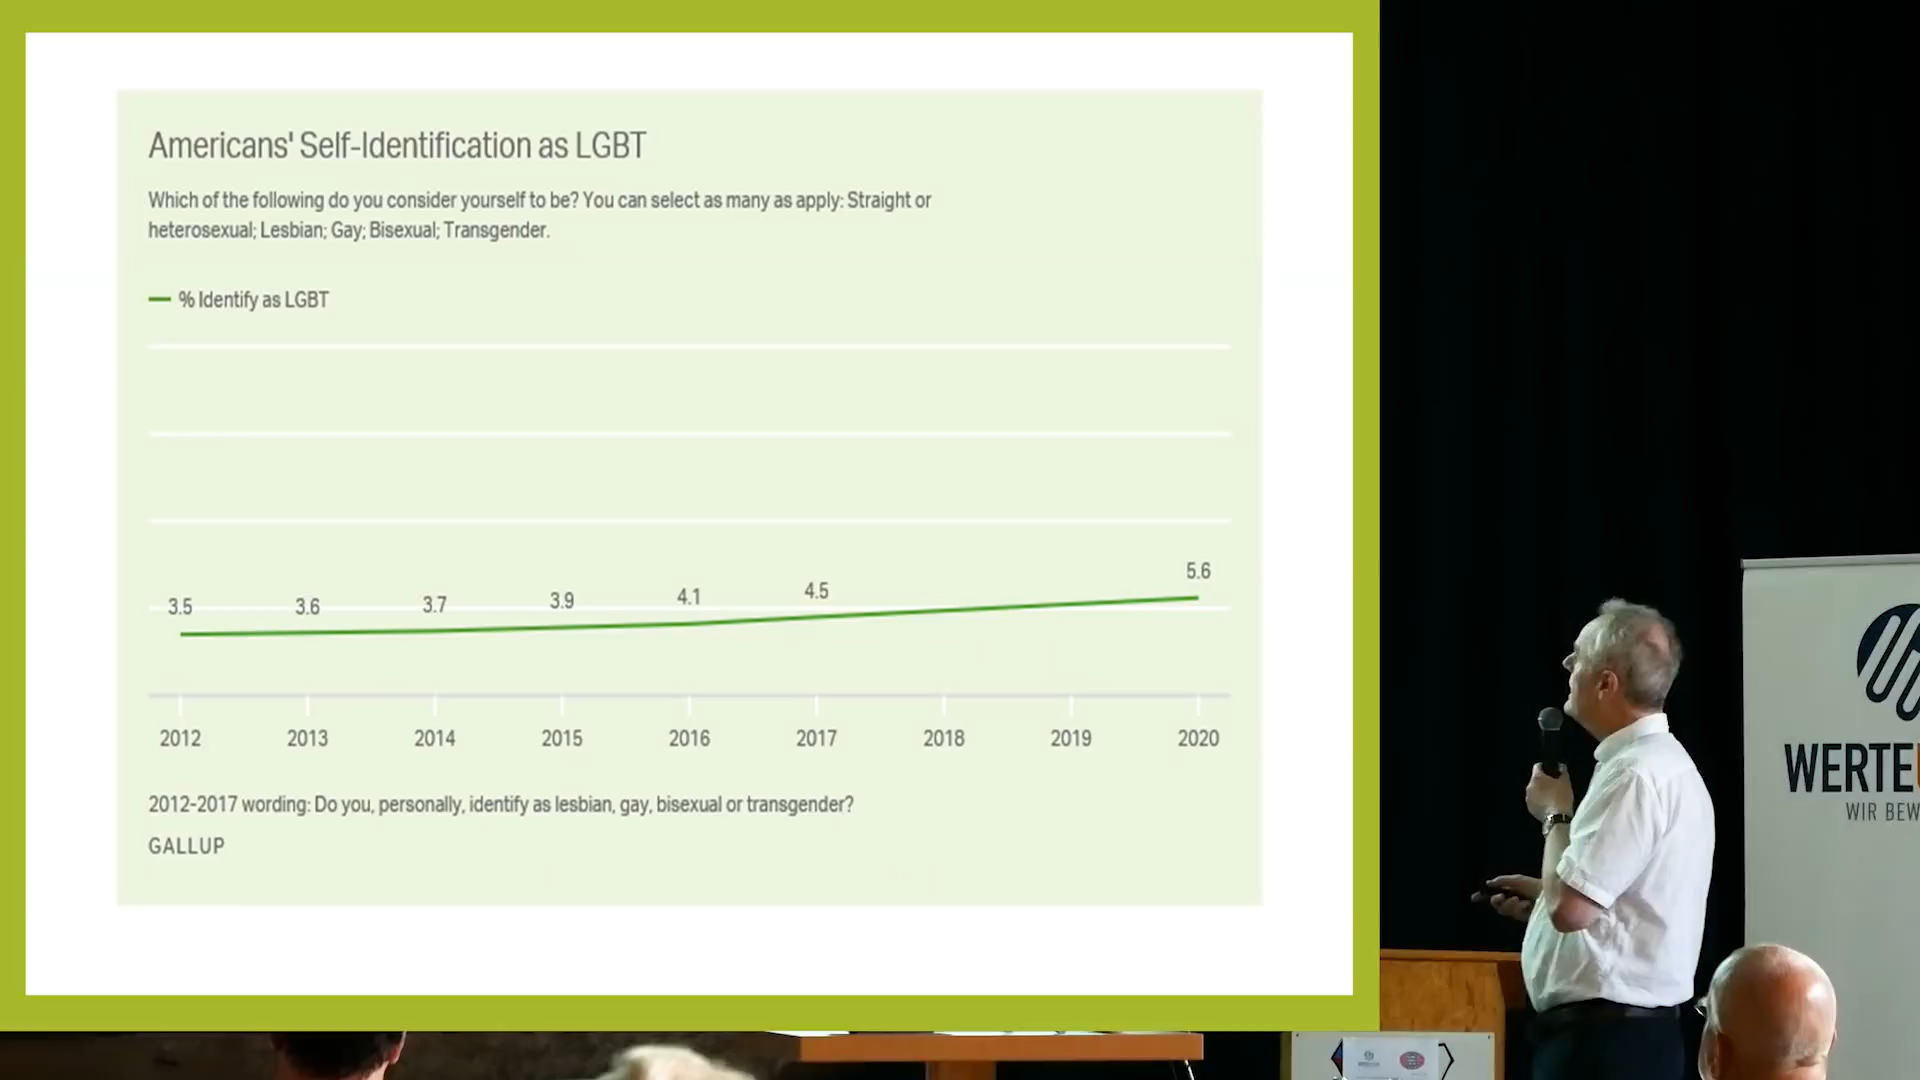 Americans' Self-Identification as LGBT
Which of the following do you consider yourself to be? You can select as many as apply: Straight or
heterosexual; Lesbian; Gay; Bisexual; Transgender.
% Identify as LGBT
3.5 3.6 3.7 3.9 4.1 4.5 5.6
2012 2013 2014 2015 2016 2017 2018 2019 2020
2012-2017 wording: Do you, personally, identify as lesbian, gay, bisexual or transgender?
GALLUP
WERTE
WIR BEW